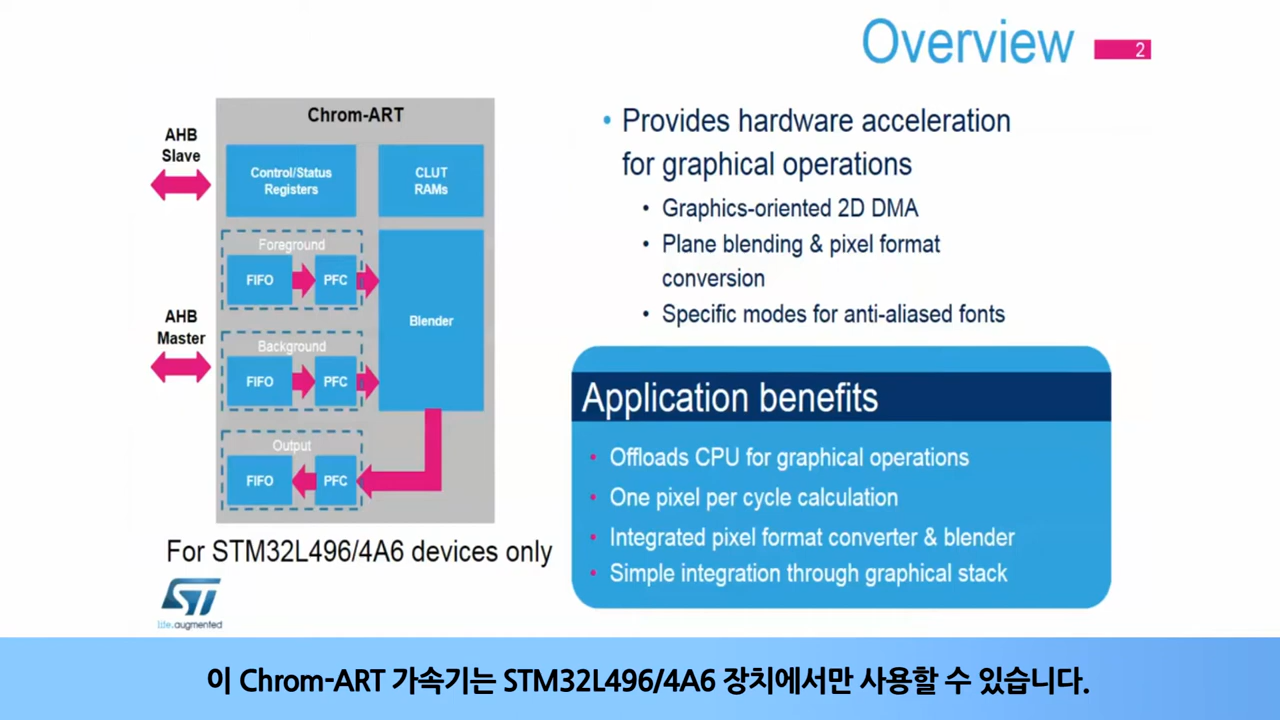 Overview
2
Chrom-ART
AHB
Slave
Control/Status
Registers
CLUT
RAMs
Foreground
FIFO
PFC
Blender
AHB
Master
Background
FIFO
PFC
Output
FIFO
PFC
For STM32L496/4A6 devices only
ST
life.augmented
• Provides hardware acceleration
for graphical operations
• Graphics-oriented 2D DMA
• Plane blending & pixel format
conversion
• Specific modes for anti-aliased fonts
Application benefits
• Offloads CPU for graphical operations
• One pixel per cycle calculation
• Integrated pixel format converter & blender
• Simple integration through graphical stack
이 Chrom-ART 가속기는 STM32L496/4A6 장치에서만 사용할 수 있습니다.